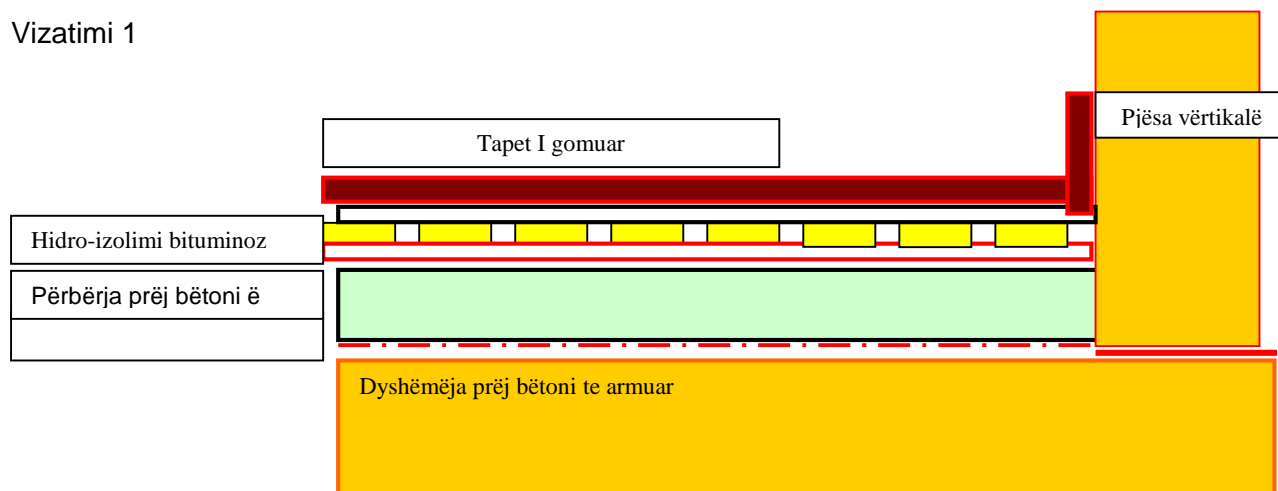 Vizatimi 1
Pjësa vërtikalë
Tapet I gomuar
Hidro-izolimi bituminoz
Përbërja prëj bëtoni ë
Dyshëmëja prëj bëtoni te armuar